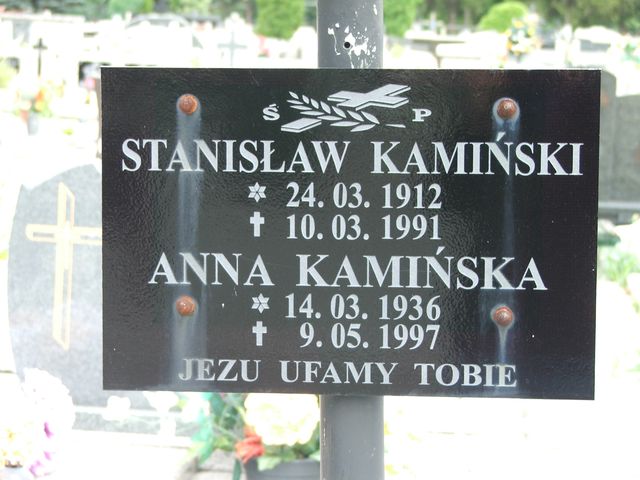 Ś P
STANISŁAW KAMIŃSKI
24. 03. 1912
10. 03. 1991
ANNA KAMIŃSKA
14. 03. 1936
9. 05. 1997
JEZU UFAMY TOBIE